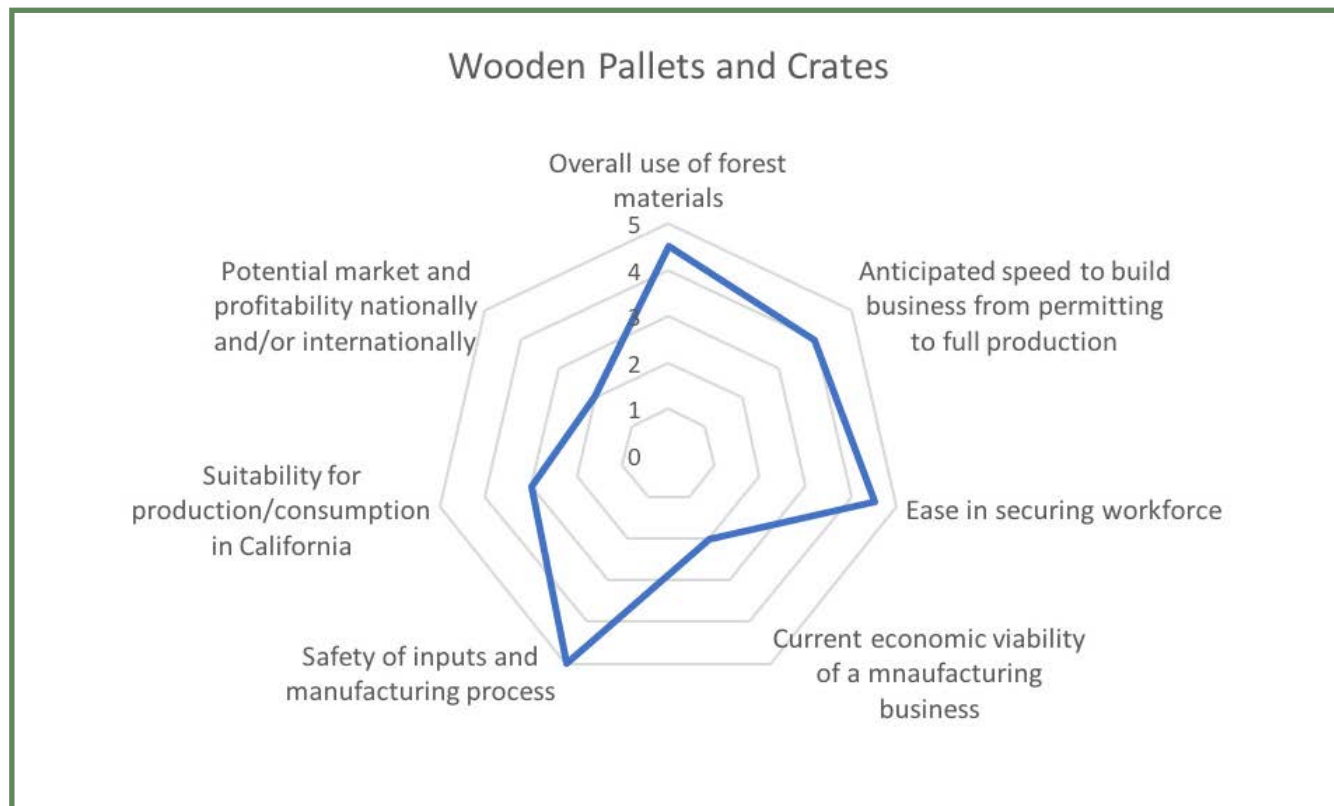 Wooden Pallets and Crates
Overall use of forest
materials
5
4
3
2
1
0
Anticipated speed to build
business from permitting
to full production
Ease in securing workforce
Current economic viability
of a mnaufacturing
business
Safety of inputs and
manufacturing process
Suitability for
production/consumption
in California
Potential market and
profitability nationally
and/or internationally